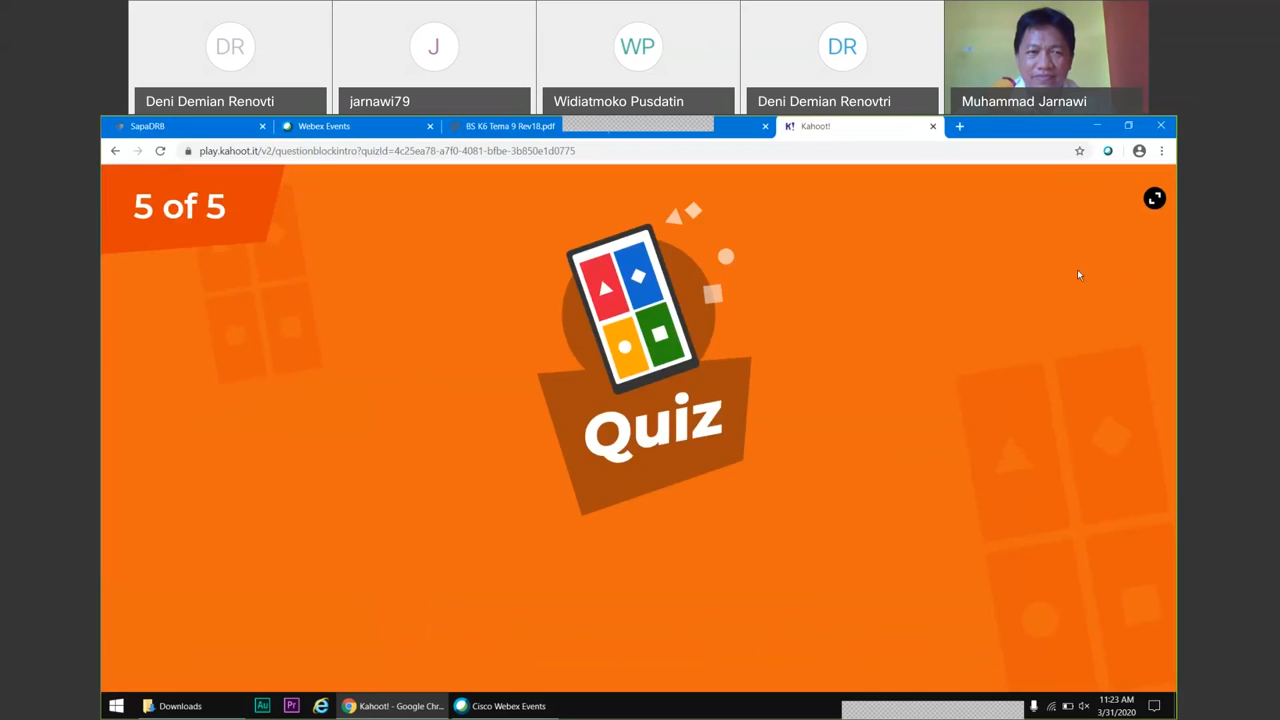 DR
J
WP
DR
Deni Demian Renovti
jarnawi79
Widiatmoko Pusdatin
Deni Demian Renovtri
Muhammad Jarnawi
SapaDRB
Webex Events
BS K6 Tema 9 Rev18.pdf
K! Kahoot!
play.kahoot.it/v2/questionblockintro?quizId=4c25ea78-a7f0-4081-bfbe-3b850e1d0775
5 of 5
Quiz
Downloads
Au
Pr
Kahoot! - Google Chr...
Cisco Webex Events
11:23 AM
3/31/2020